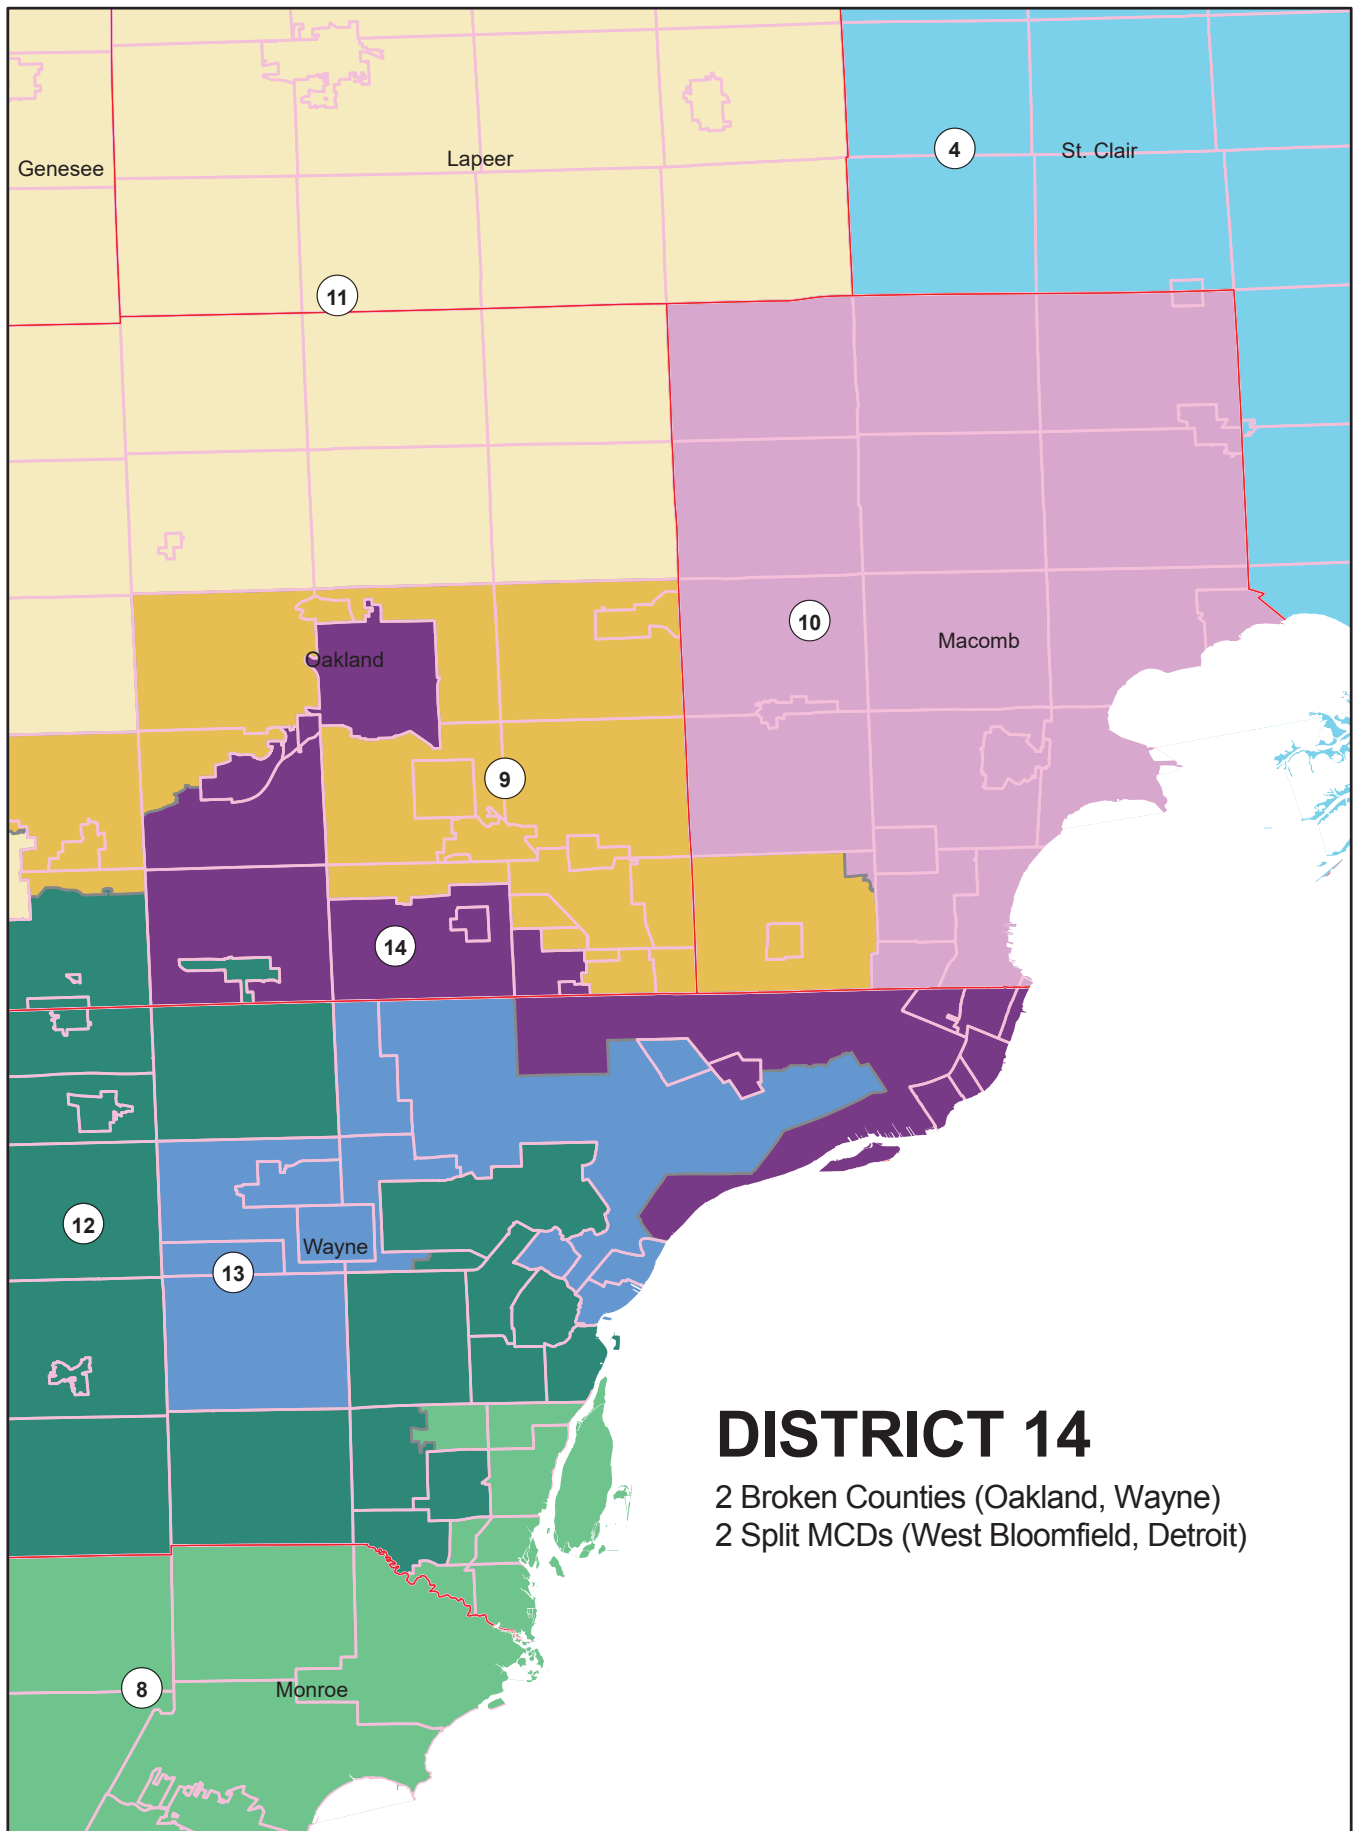 4
St. Clair
Lapeer
Genesee
11
10
Macomb
Oakland
9
14
12
Wayne
13
DISTRICT 14
2 Broken Counties (Oakland, Wayne)
2 Split MCDs (West Bloomfield, Detroit)
8
Monroe